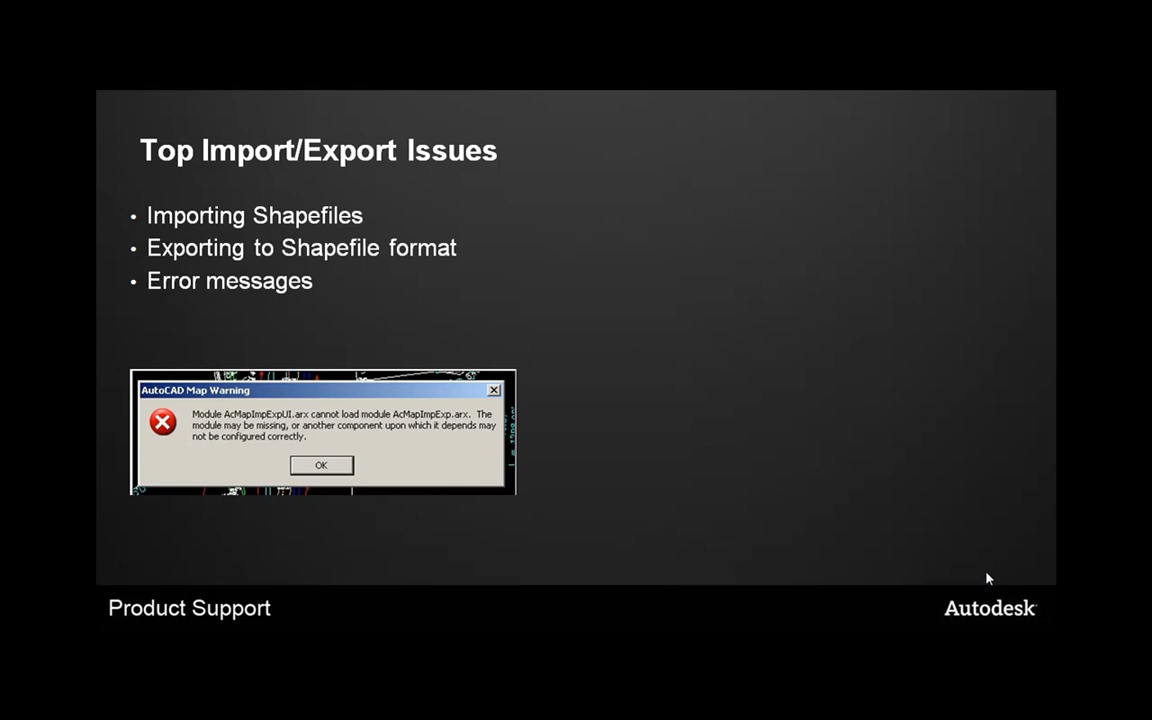 Top Import/Export Issues
• Importing Shapefiles
• Exporting to Shapefile format
• Error messages
AutoCAD Map Warning
Module AcMapImpExpUI.arx cannot load module AcMapImpExp.arx. The
module may be missing, or another component upon which it depends may
not be configured correctly.
OK
Product Support
Autodesk